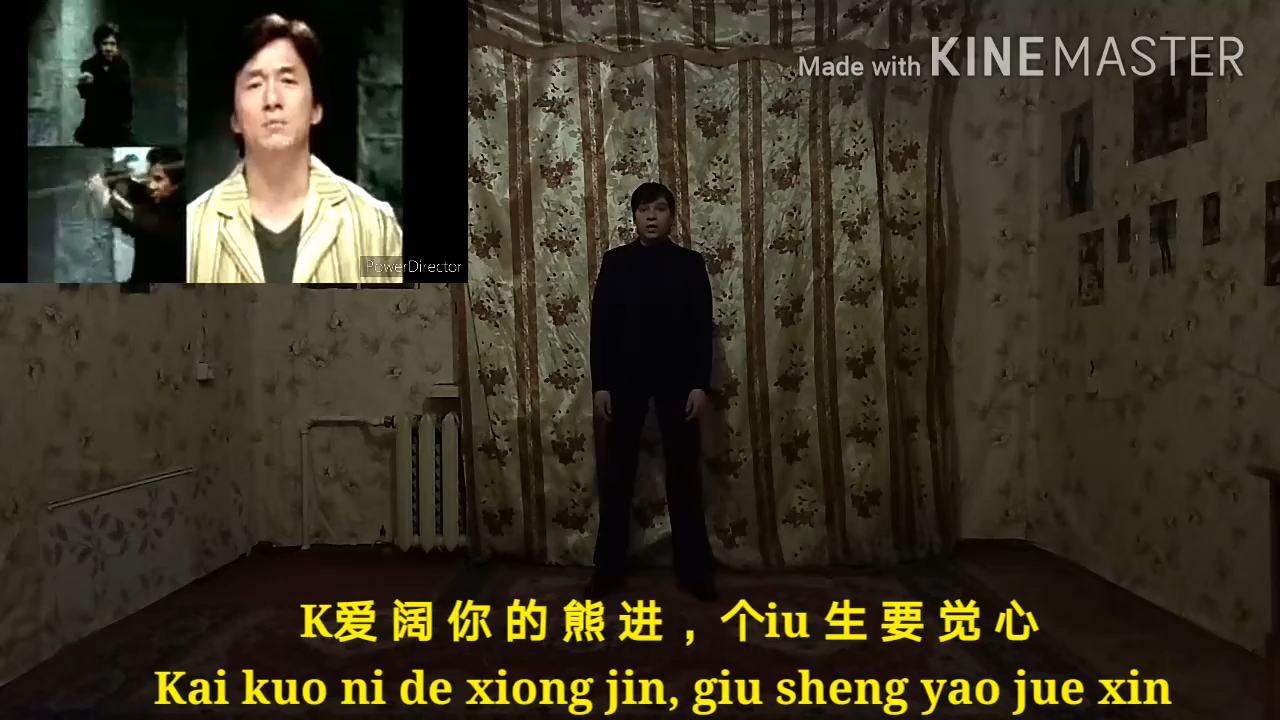 Made with KINEMASTER
PowerDirector
K爱 阔 你 的 熊 进，个iu 生 要 觉 心
Kai kuo ni de xiong jin, giu sheng yao jue xin